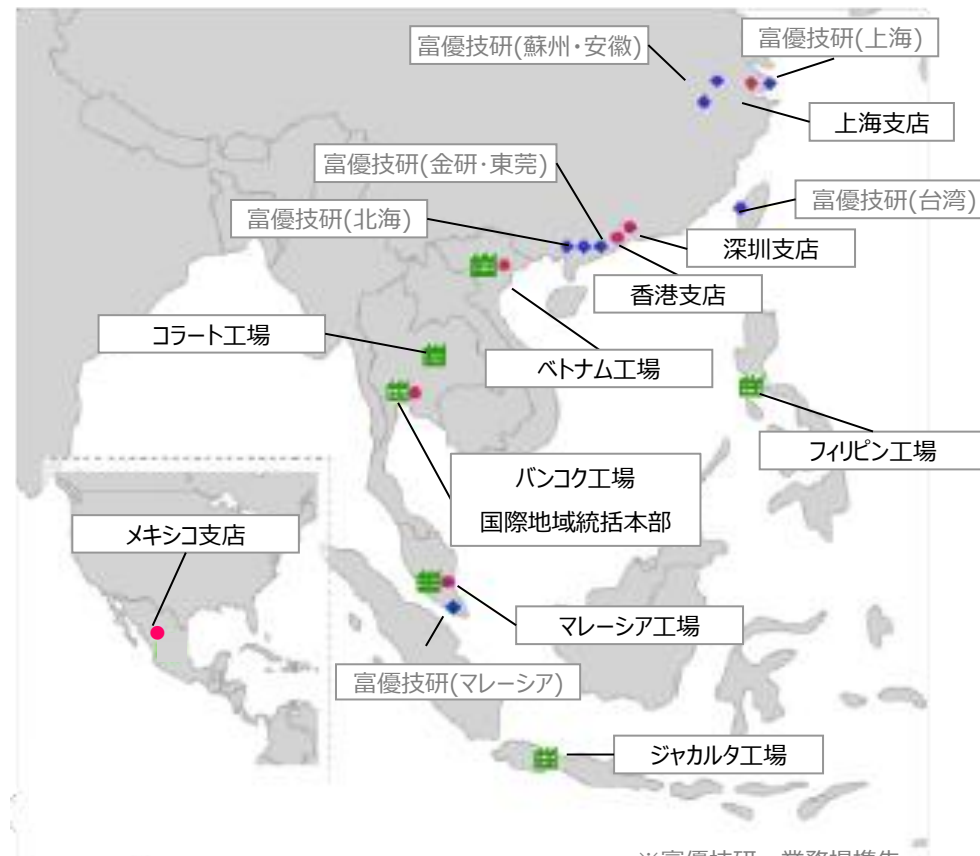 富優技研(蘇州・安徽)
富優技研(上海)
上海支店
富優技研(金研・東莞)
富優技研(台湾)
富優技研(北海)
深圳支店
香港支店
コラート工場
ベトナム工場
フィリピン工場
バンコク工場
国際地域統括本部
メキシコ支店
マレーシア工場
富優技研(マレーシア)
ジャカルタ工場